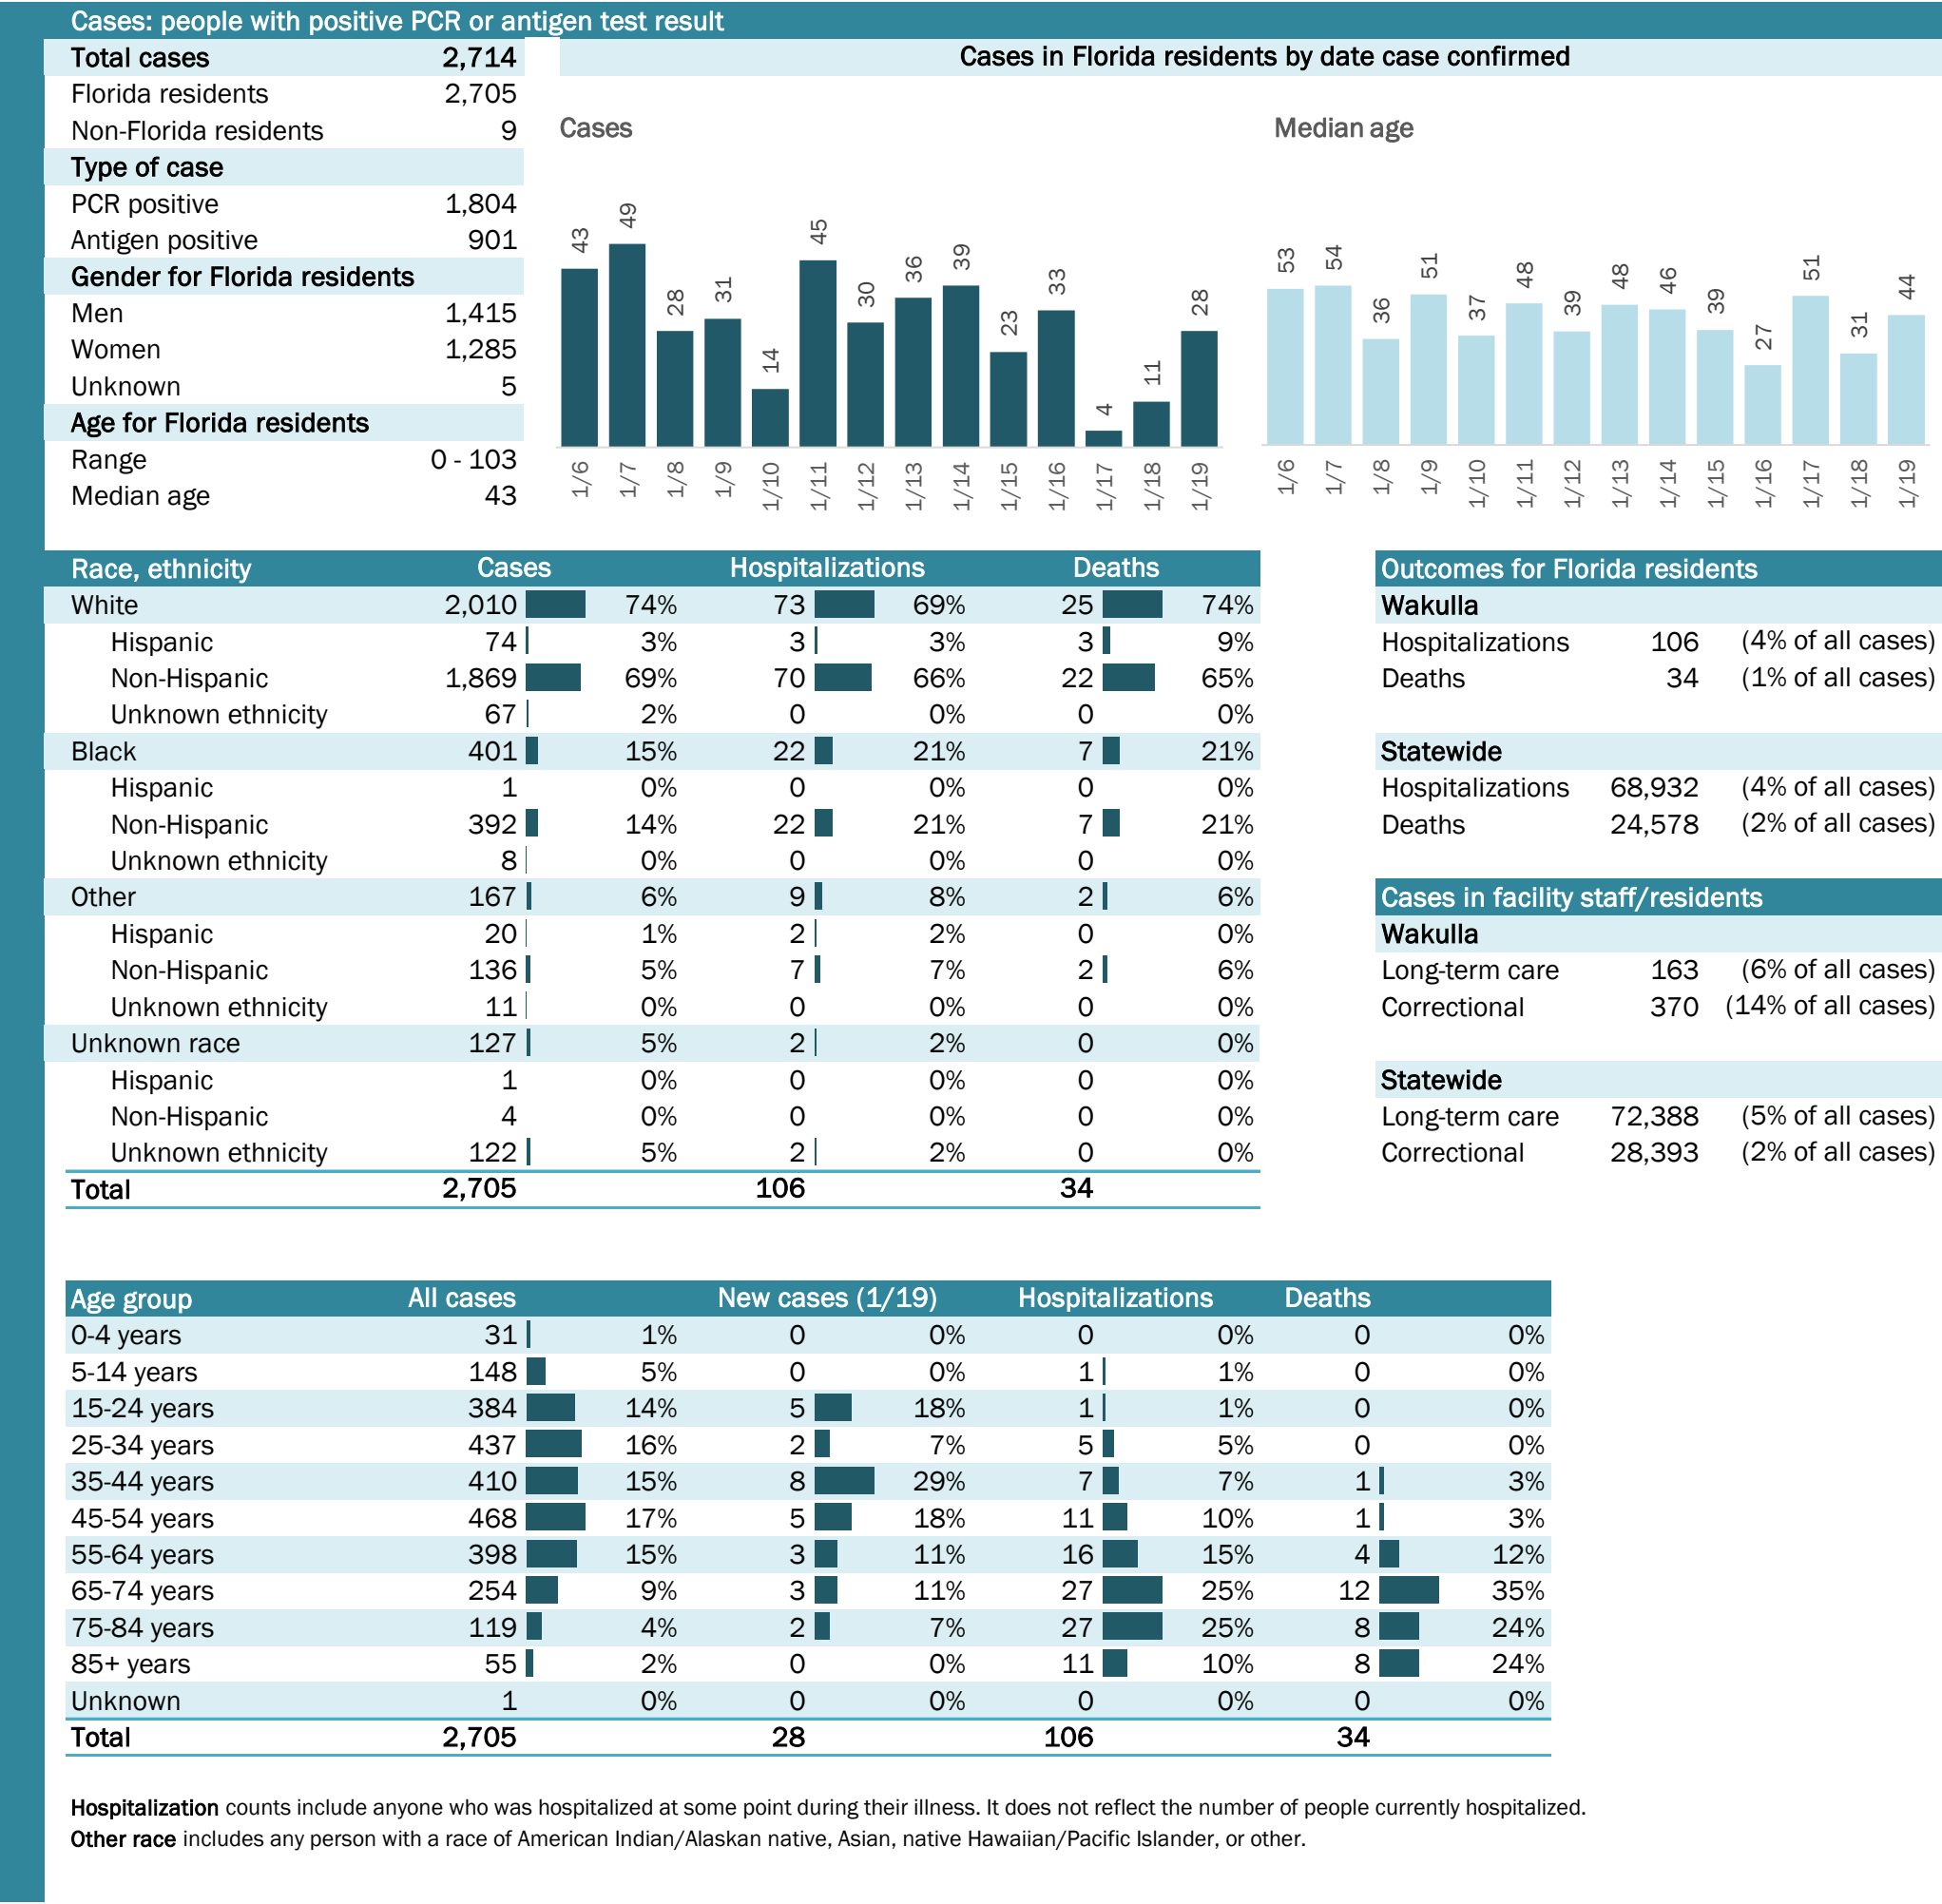 Cases: people with positive PCR or antigen test result
Total cases 2,714
Florida residents 2,705
Non-Florida residents 9
Type of case
PCR positive 1,804
Antigen positive 901
Gender for Florida residents
Men 1,415
Women 1,285
Unknown 5
Age for Florida residents
Range 0 - 103
Median age 43
Cases in Florida residents by date case confirmed
Cases
43 49 28 31 14 45 30 36 39 23 33 4 11 28
1/6 1/7 1/8 1/9 1/10 1/11 1/12 1/13 1/14 1/15 1/16 1/17 1/18 1/19
Median age
53 54 36 51 37 48 39 48 46 39 27 51 31 44
1/6 1/7 1/8 1/9 1/10 1/11 1/12 1/13 1/14 1/15 1/16 1/17 1/18 1/19
Race, ethnicity Cases Hospitalizations Deaths
White 2,010 74% 73 69% 25 74%
Hispanic 74 3% 3 3% 3 9%
Non-Hispanic 1,869 69% 70 66% 22 65%
Unknown ethnicity 67 2% 0 0% 0 0%
Black 401 15% 22 21% 7 21%
Hispanic 1 0% 0 0% 0 0%
Non-Hispanic 392 14% 22 21% 7 21%
Unknown ethnicity 8 0% 0 0% 0 0%
Other 167 6% 9 8% 2 6%
Hispanic 20 1% 2 2% 0 0%
Non-Hispanic 136 5% 7 7% 2 6%
Unknown ethnicity 11 0% 0 0% 0 0%
Unknown race 127 5% 2 2% 0 0%
Hispanic 1 0% 0 0% 0 0%
Non-Hispanic 4 0% 0 0% 0 0%
Unknown ethnicity 122 5% 2 2% 0 0%
Total 2,705 106 34
Outcomes for Florida residents
Wakulla
Hospitalizations 106 (4% of all cases)
Deaths 34 (1% of all cases)
Statewide
Hospitalizations 68,932 (4% of all cases)
Deaths 24,578 (2% of all cases)
Cases in facility staff/residents
Wakulla
Long-term care 163 (6% of all cases)
Correctional 370 (14% of all cases)
Statewide
Long-term care 72,388 (5% of all cases)
Correctional 28,393 (2% of all cases)
Age group All cases New cases (1/19) Hospitalizations Deaths
0-4 years 31 1% 0 0% 0 0% 0 0%
5-14 years 148 5% 0 0% 1 1% 0 0%
15-24 years 384 14% 5 18% 1 1% 0 0%
25-34 years 437 16% 2 7% 5 5% 0 0%
35-44 years 410 15% 8 29% 7 7% 1 3%
45-54 years 468 17% 5 18% 11 10% 1 3%
55-64 years 398 15% 3 11% 16 15% 4 12%
65-74 years 254 9% 3 11% 27 25% 12 35%
75-84 years 119 4% 2 7% 27 25% 8 24%
85+ years 55 2% 0 0% 11 10% 8 24%
Unknown 1 0% 0 0% 0 0% 0 0%
Total 2,705 28 106 34
Hospitalization counts include anyone who was hospitalized at some point during their illness. It does not reflect the number of people currently hospitalized.
Other race includes any person with a race of American Indian/Alaskan native, Asian, native Hawaiian/Pacific Islander, or other.